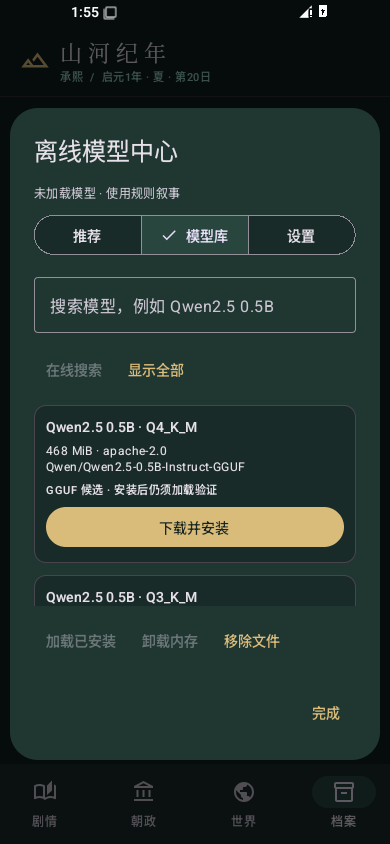 1:55
山河纪年
承熙 / 启元1年 · 夏 · 第20日
离线模型中心
未加载模型 · 使用规则叙事
推荐
模型库
设置
搜索模型，例如 Qwen2.5 0.5B
在线搜索
显示全部
Qwen2.5 0.5B · Q4_K_M
468 MiB · apache-2.0
Qwen/Qwen2.5-0.5B-Instruct-GGUF
GGUF 候选 · 安装后仍须加载验证
下载并安装
Qwen2.5 0.5B · Q3_K_M
加载已安装
卸载内存
移除文件
完成
剧情
朝政
世界
档案